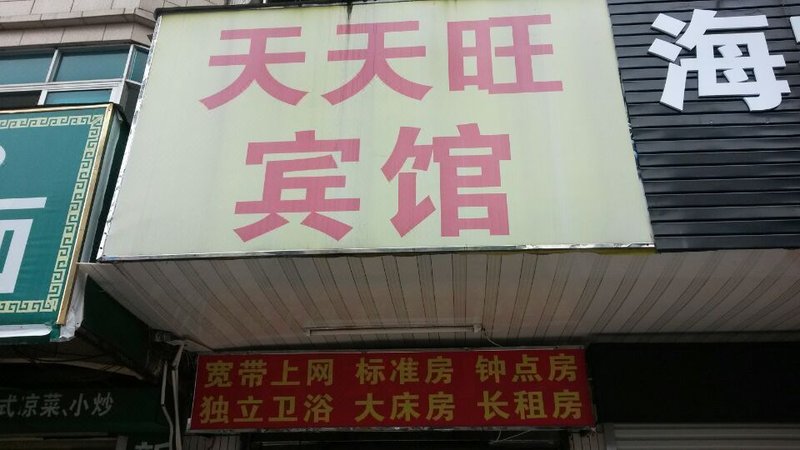 天天旺
宾馆
海
宽带上网 标准房 钟点房
独立卫浴 大床房 长租房
式凉菜、小炒